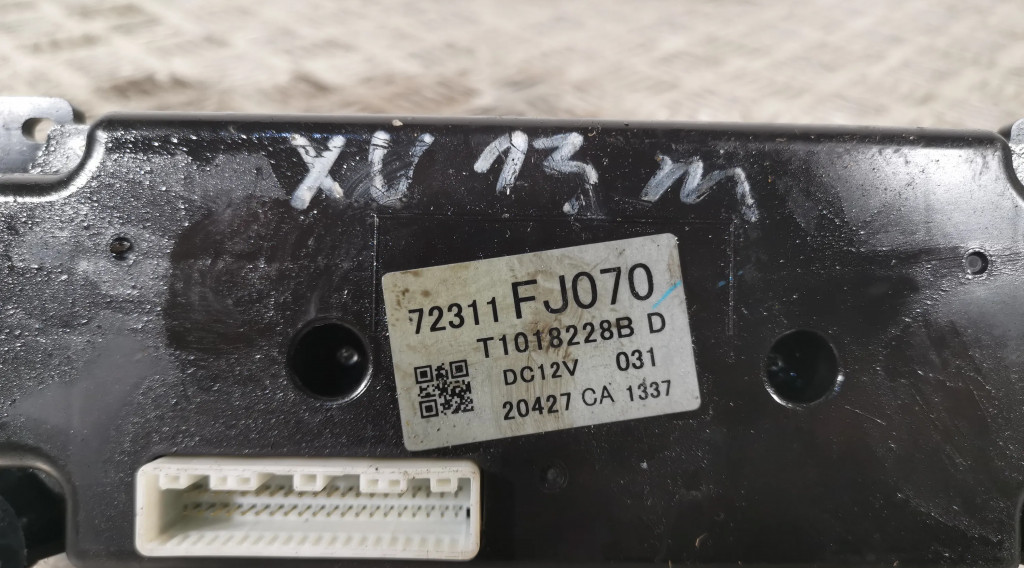 XV 13 m
72311 FJ070
T1018228B D
DC12V 031
20427 CA 1337